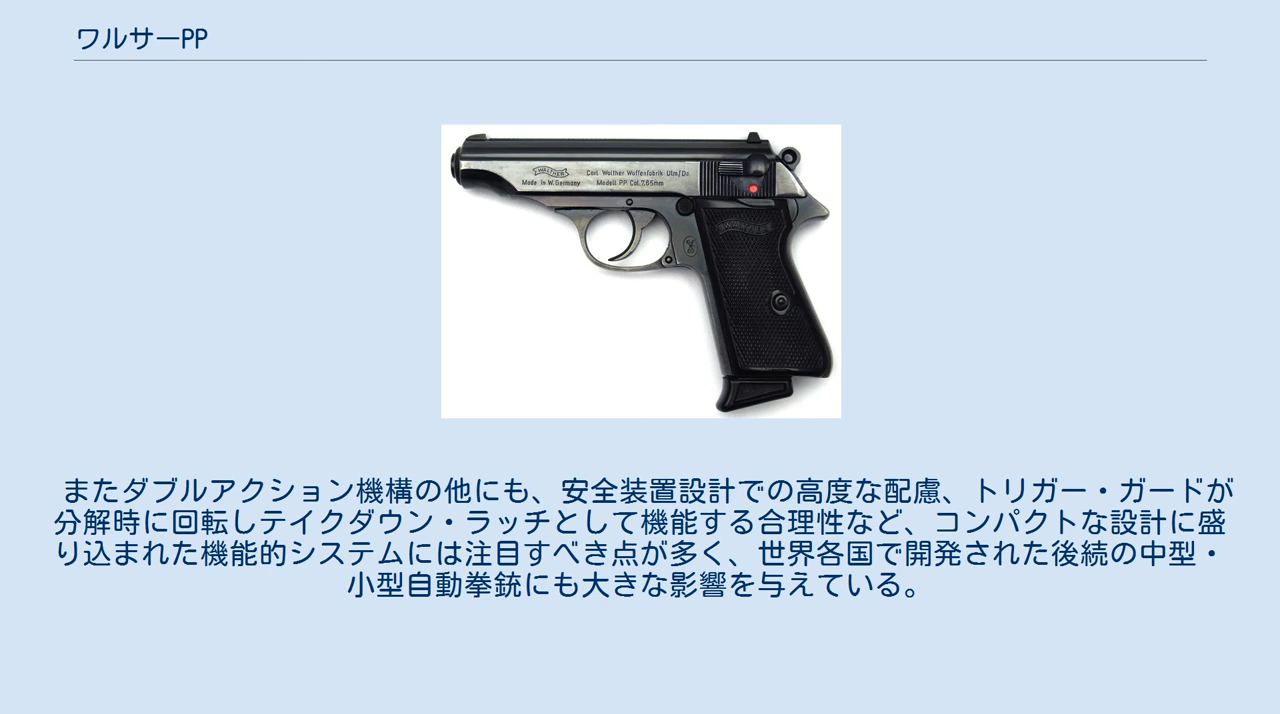 ワルサーPP
WALTHER
Carl Walther Waffenfabrik Ulm/Do.
Made in W. Germany
Modell PP Cal. 7,65mm
WALTHER
またダブルアクション機構の他にも、安全装置設計での高度な配慮、トリガー・ガードが
分解時に回転しテイクダウン・ラッチとして機能する合理性など、コンパクトな設計に盛
り込まれた機能的システムには注目すべき点が多く、世界各国で開発された後続の中型・
小型自動拳銃にも大きな影響を与えている。